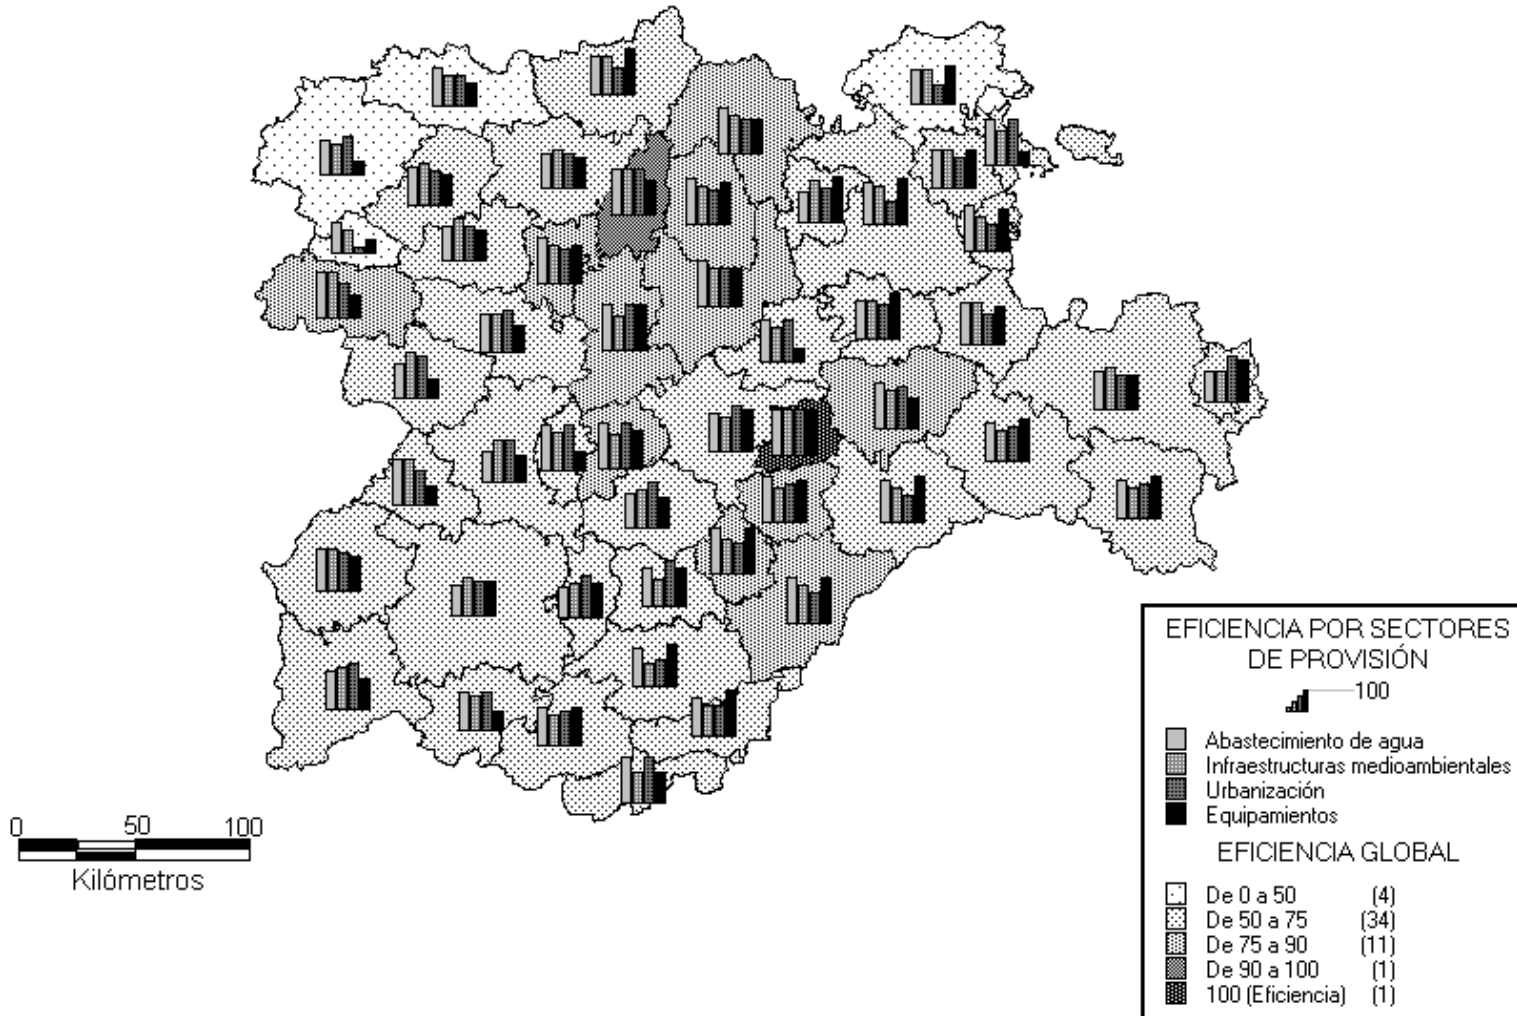 EFICIENCIA POR SECTORES
DE PROVISIÓN
100
Abastecimiento de agua
Infraestructuras medioambientales
Urbanización
Equipamientos
EFICIENCIA GLOBAL
De 0 a 50 (4)
De 50 a 75 (34)
De 75 a 90 (11)
De 90 a 100 (1)
100 (Eficiencia) (1)
0 50 100
Kilómetros